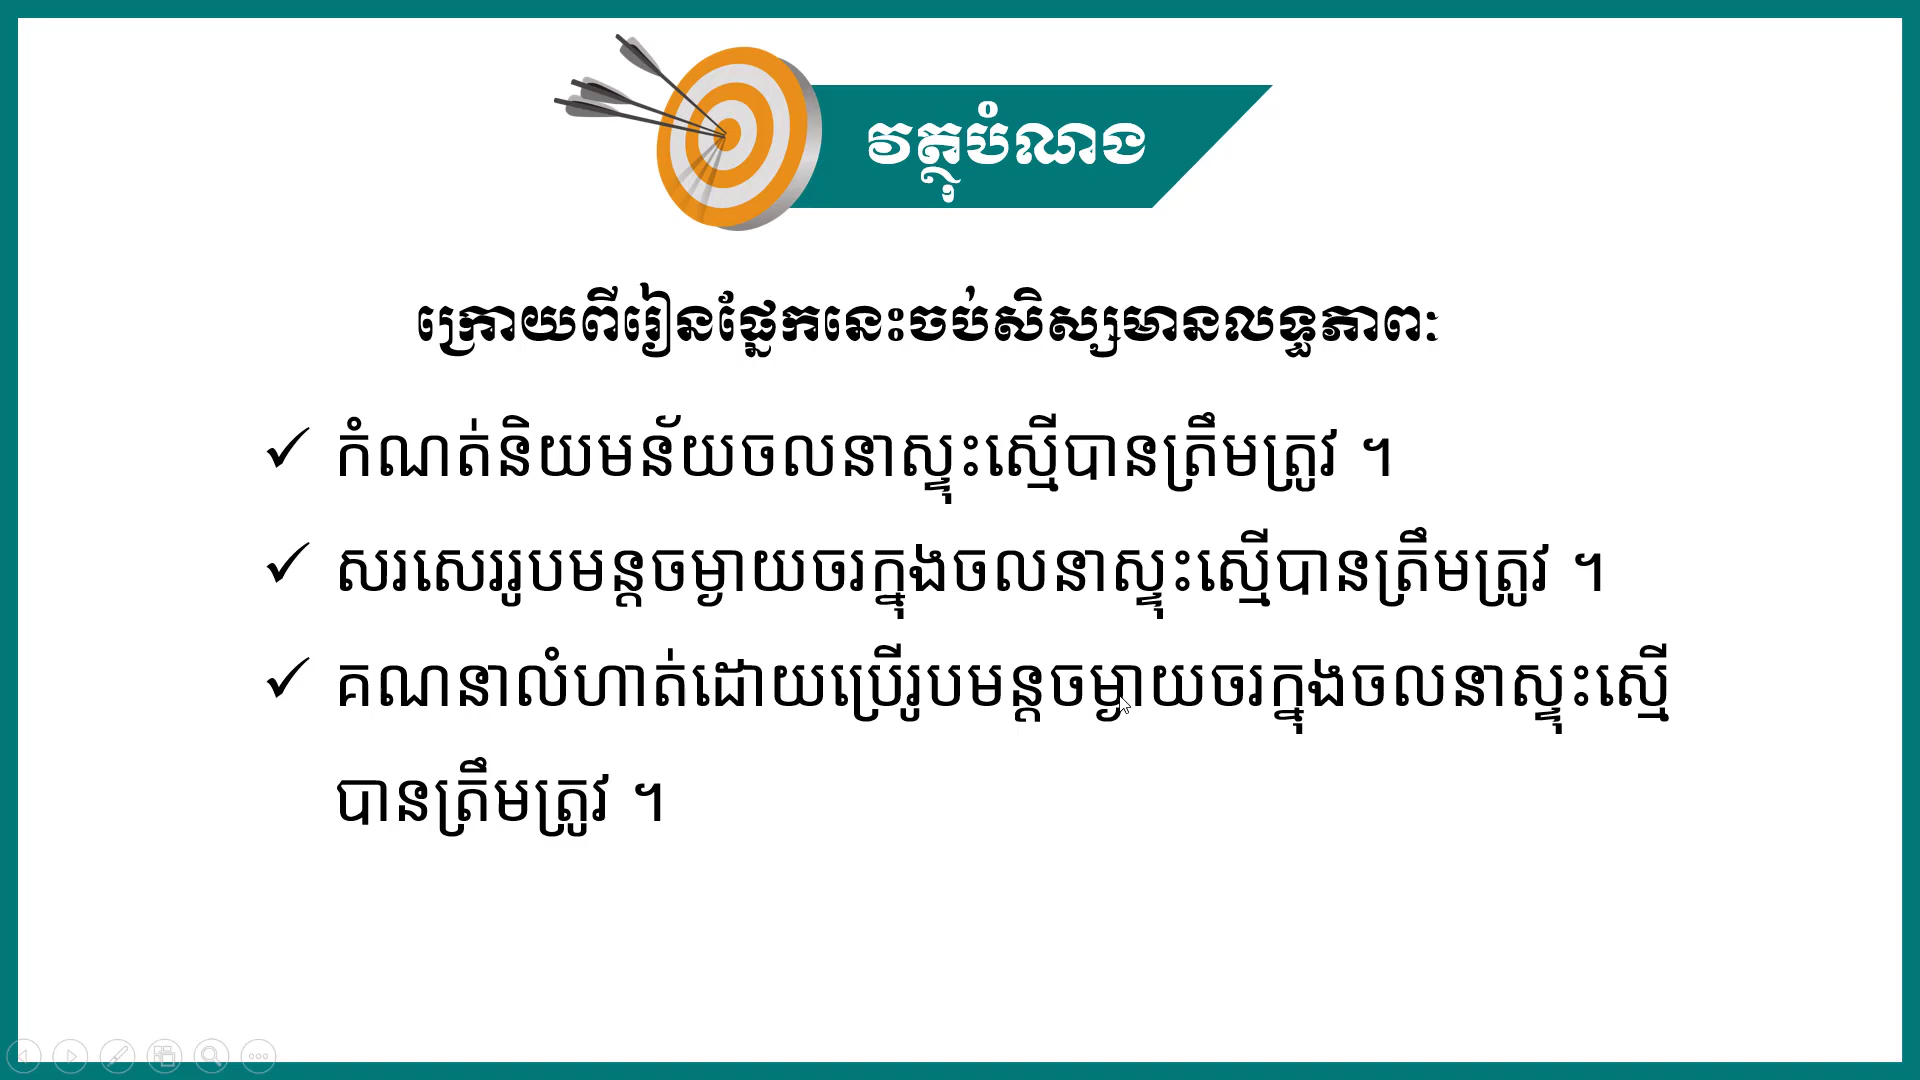 វត្ថុបំណង
ក្រោយពីរៀនផ្នែកនេះចប់សិស្សមានលទ្ធភាព:
✓ កំណត់និយមន័យចលនាស្ទុះស្មើបានត្រឹមត្រូវ ។
✓ សរសេររូបមន្តចម្ងាយចរក្នុងចលនាស្ទុះស្មើបានត្រឹមត្រូវ ។
✓ គណនាលំហាត់ដោយប្រើរូបមន្តចម្ងាយចរក្នុងចលនាស្ទុះស្មើ
បានត្រឹមត្រូវ ។